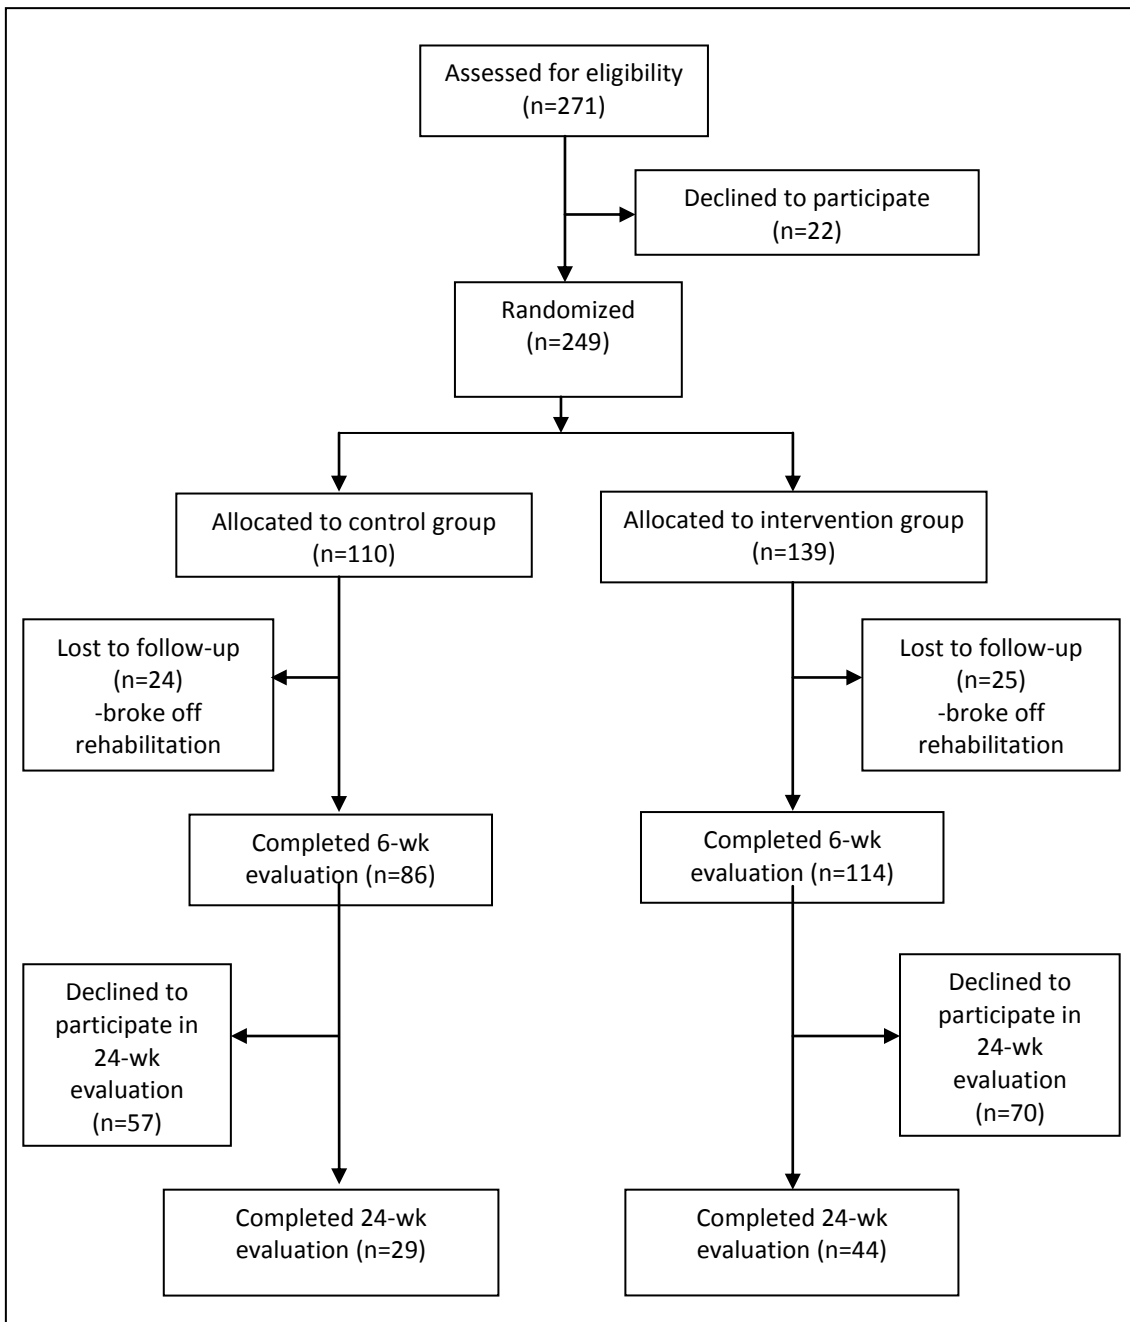 Assessed for eligibility
(n=271)
Declined to participate
(n=22)
Randomized
(n=249)
Allocated to control group
(n=110)
Allocated to intervention group
(n=139)
Lost to follow-up
(n=24)
-broke off
rehabilitation
Lost to follow-up
(n=25)
-broke off
rehabilitation
Completed 6-wk
evaluation (n=86)
Completed 6-wk
evaluation (n=114)
Declined to
participate in
24-wk
evaluation
(n=57)
Declined to
participate in
24-wk
evaluation
(n=70)
Completed 24-wk
evaluation (n=29)
Completed 24-wk
evaluation (n=44)